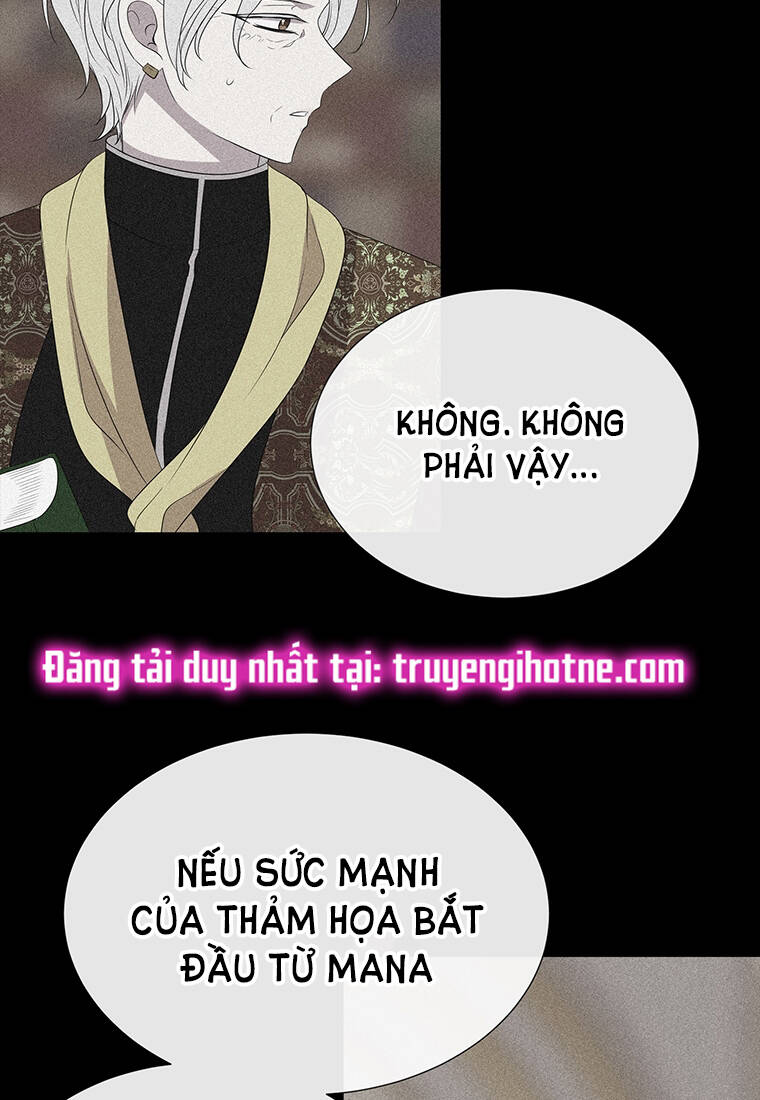 KHÔNG. KHÔNG
PHẢI VẬY...
Đăng tải duy nhất tại: truyengihotne.com
NẾU SỨC MẠNH
CỦA THẢM HỌA BẮT
ĐẦU TỪ MANA